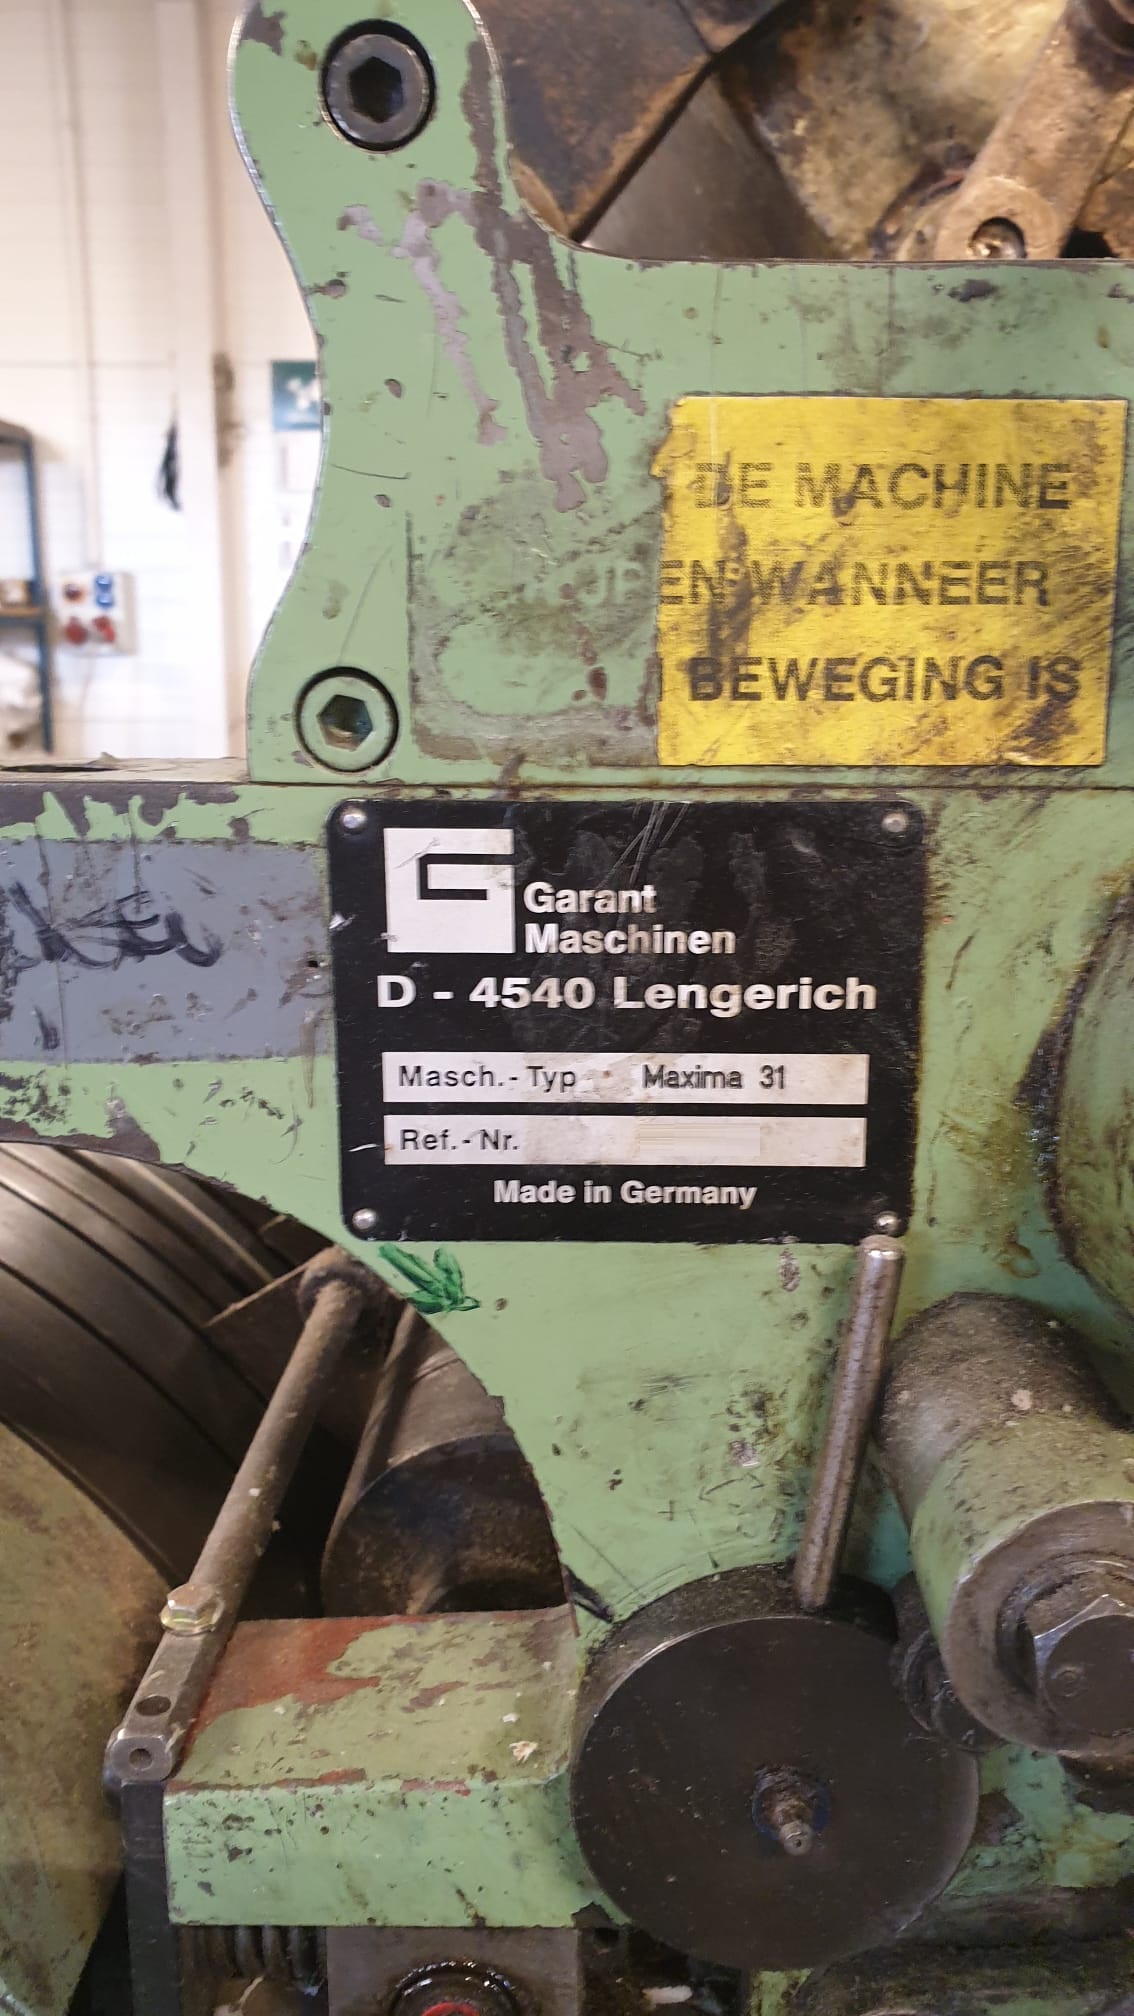 DE MACHINE
EN WANNEER
BEWEGING IS
Garant
Maschinen
D - 4540 Lengerich
Masch.- Typ Maxima 31
Ref.- Nr.
Made in Germany